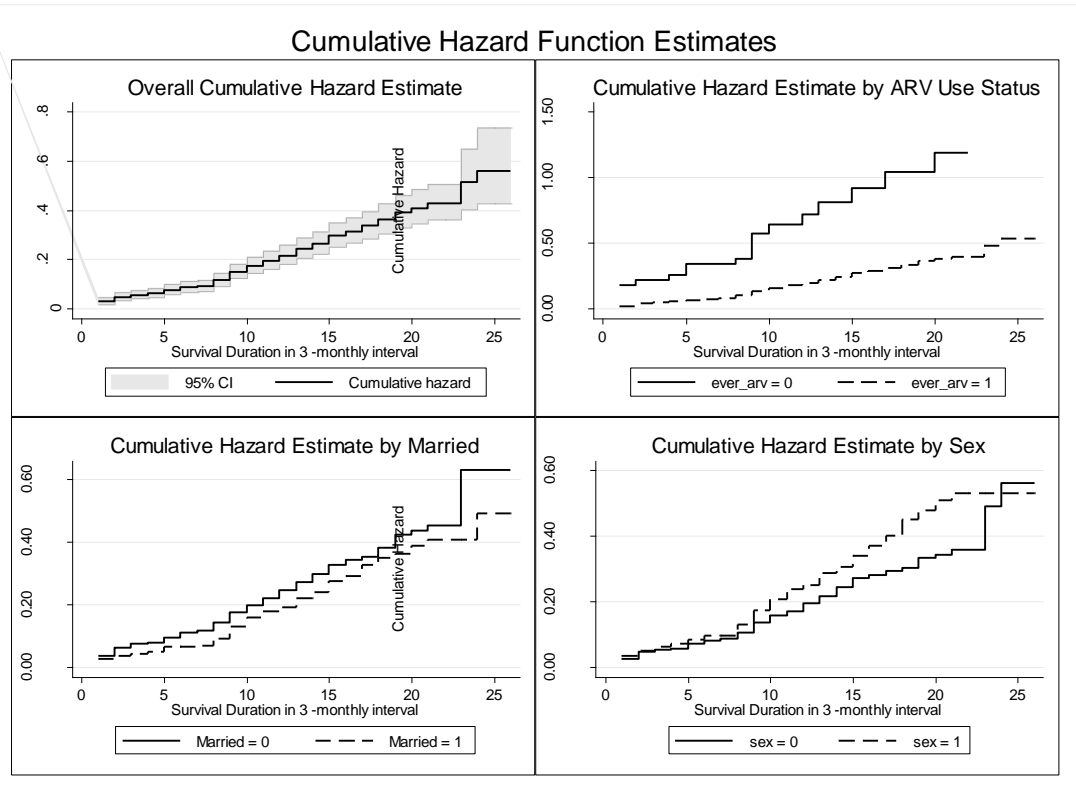 Cumulative Hazard Function Estimates
Overall Cumulative Hazard Estimate
0 .2 .4 .6 .8
Cumulative Hazard
0 5 10 15 20 25
Survival Duration in 3 -monthly interval
95% CI Cumulative hazard
Cumulative Hazard Estimate by ARV Use Status
0.00 0.50 1.00 1.50
0 5 10 15 20 25
Survival Duration in 3 -monthly interval
ever_arv = 0 ever_arv = 1
Cumulative Hazard Estimate by Married
0.00 0.20 0.40 0.60
Cumulative Hazard
0 5 10 15 20 25
Survival Duration in 3 -monthly interval
Married = 0 Married = 1
Cumulative Hazard Estimate by Sex
0.00 0.20 0.40 0.60
0 5 10 15 20 25
Survival Duration in 3 -monthly interval
sex = 0 sex = 1